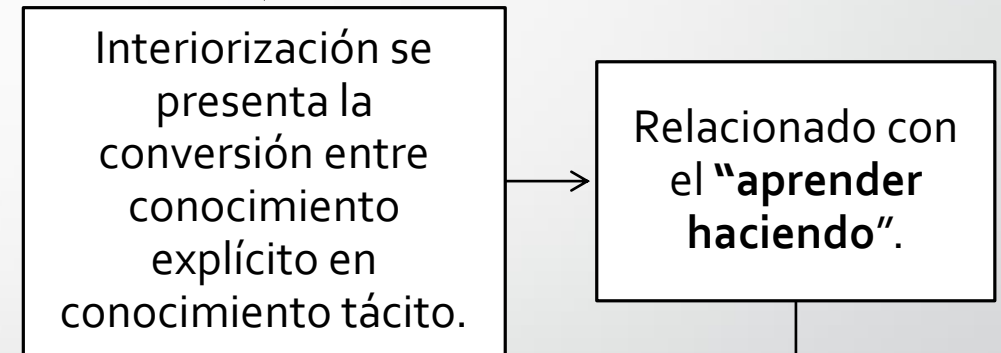 Interiorización se
presenta la
conversión entre
conocimiento
explícito en
conocimiento tácito.
Relacionado con
el “aprender
haciendo”.